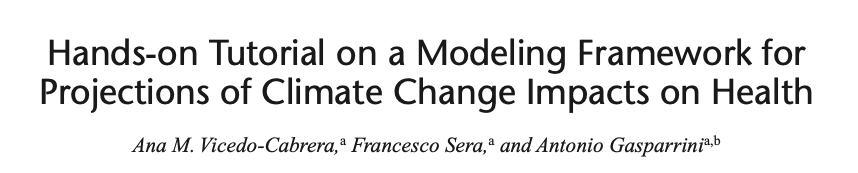 Hands-on Tutorial on a Modeling Framework for
Projections of Climate Change Impacts on Health
Ana M. Vicedo-Cabrera,ᵃ Francesco Sera,ᵃ and Antonio Gasparriniᵃ,ᵇ